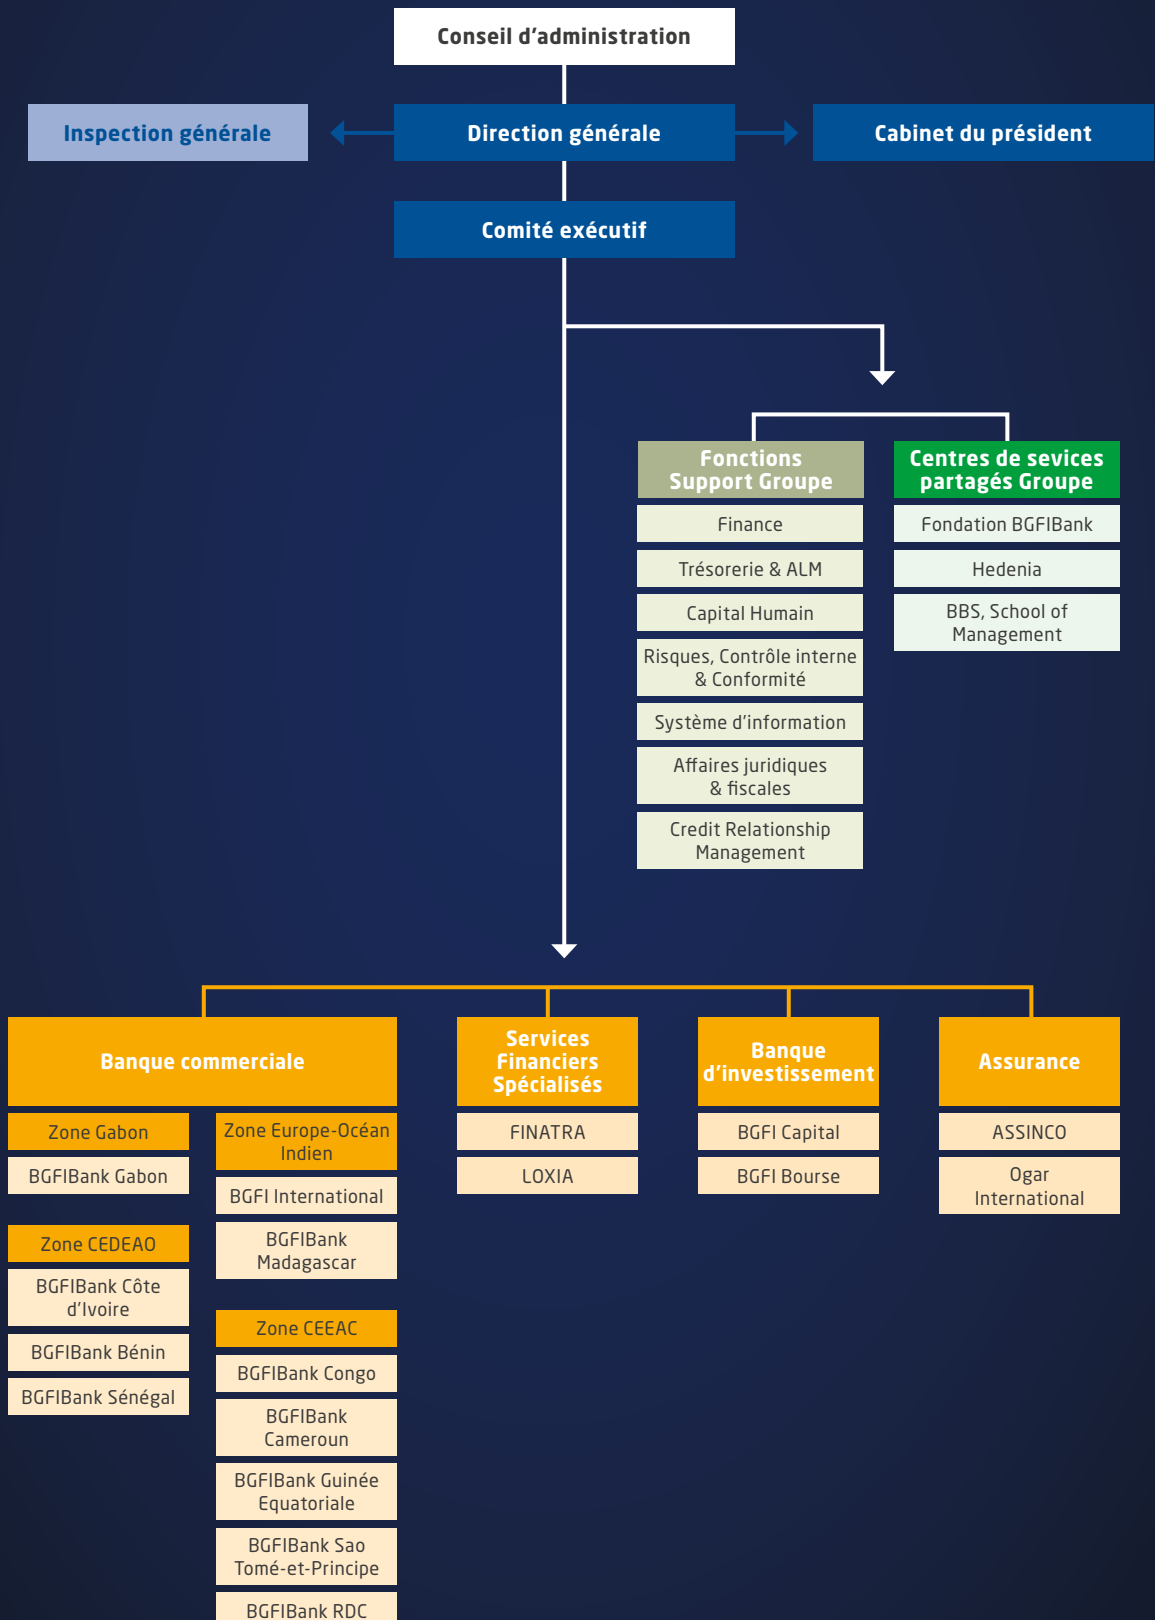 Conseil d'administration
Inspection générale
Direction générale
Cabinet du président
Comité exécutif
Fonctions
Support Groupe
Finance
Trésorerie & ALM
Capital Humain
Risques, Contrôle interne
& Conformité
Système d'information
Affaires juridiques
& fiscales
Credit Relationship
Management
Centres de sevices
partagés Groupe
Fondation BGFIBank
Hedenia
BBS, School of
Management
Banque commerciale
Zone Gabon
BGFIBank Gabon
Zone CEDEAO
BGFIBank Côte
d'Ivoire
BGFIBank Bénin
BGFIBank Sénégal
Zone Europe-Océan
Indien
BGFI International
BGFIBank
Madagascar
Zone CEEAC
BGFIBank Congo
BGFIBank
Cameroun
BGFIBank Guinée
Equatoriale
BGFIBank Sao
Tomé-et-Principe
BGFIBank RDC
Services
Financiers
Spécialisés
FINATRA
LOXIA
Banque
d'investissement
BGFI Capital
BGFI Bourse
Assurance
ASSINCO
Ogar
International